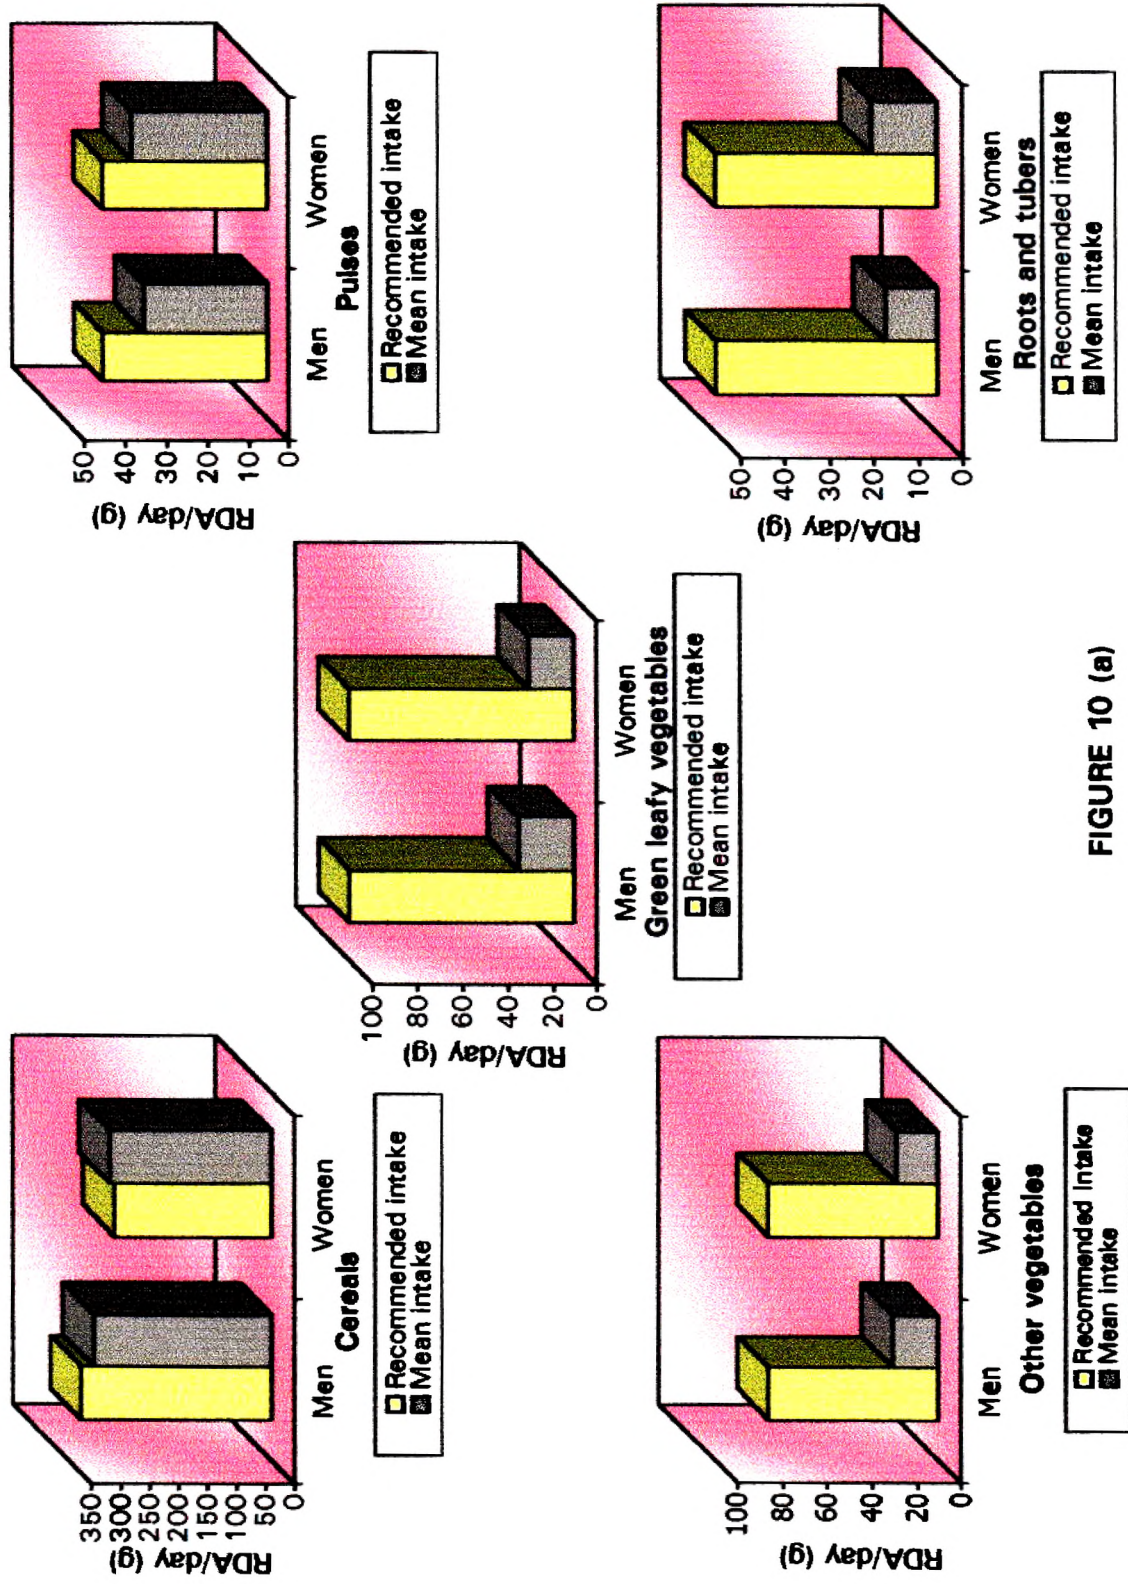 RDA/day (g)
350
300
250
200
150
100
50
0
Men Women
Cereals
Recommended intake
Mean intake
RDA/day (g)
50
40
30
20
10
0
Men Women
Pulses
Recommended intake
Mean intake
RDA/day (g)
100
80
60
40
20
0
Men Women
Green leafy vegetables
Recommended intake
Mean intake
RDA/day (g)
100
80
60
40
20
0
Men Women
Other vegetables
Recommended intake
Mean intake
RDA/day (g)
50
40
30
20
10
0
Men Women
Roots and tubers
Recommended intake
Mean intake
FIGURE 10 (a)